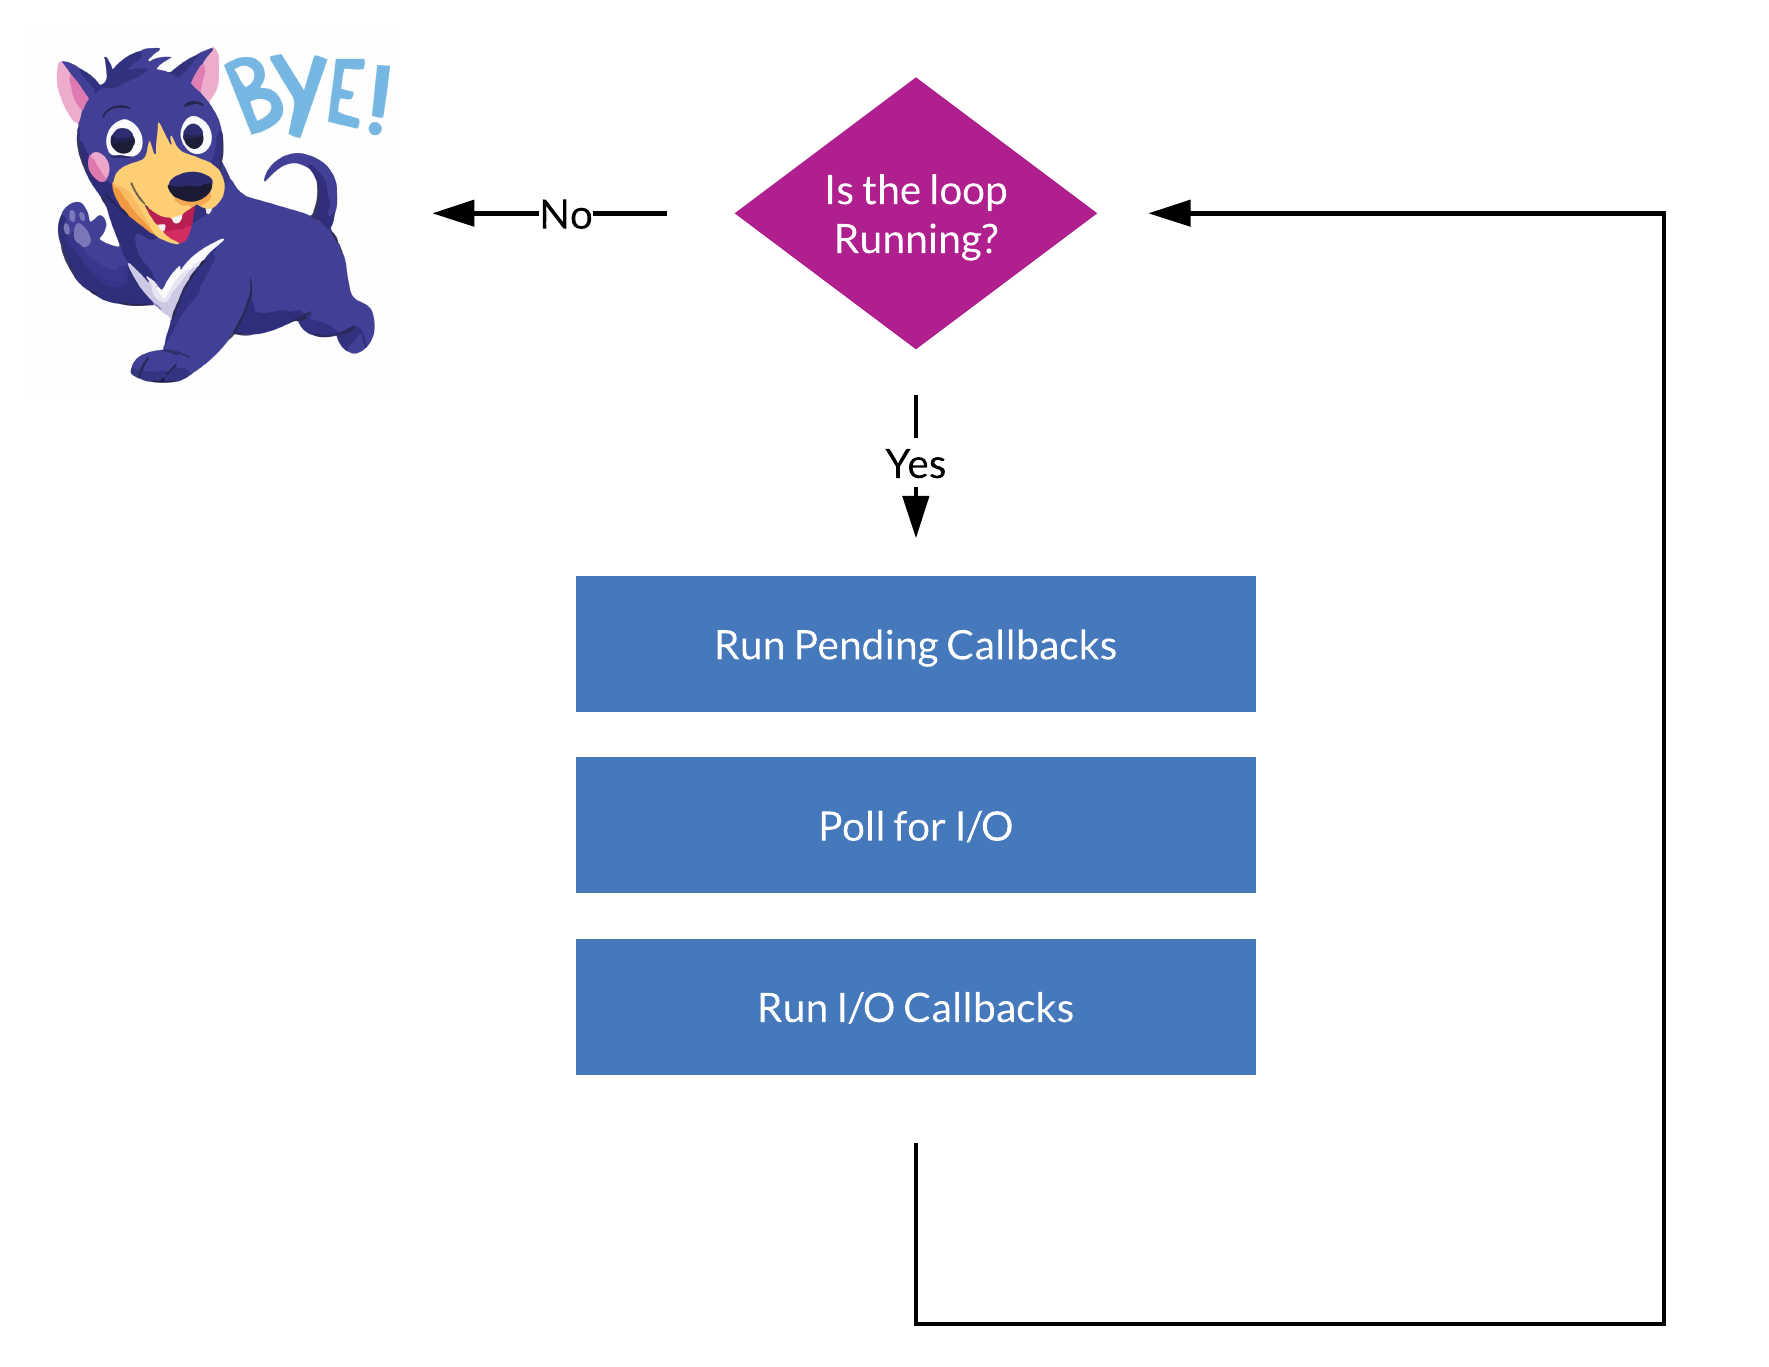 BYE!
Is the loop
Running?
No
Yes
Run Pending Callbacks
Poll for I/O
Run I/O Callbacks